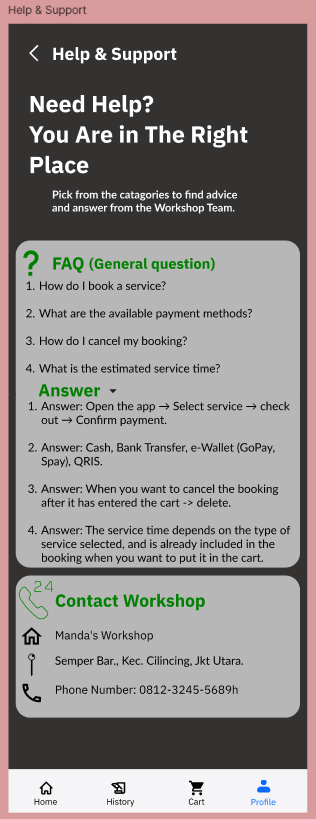 Help & Support
Help & Support
Need Help?
You Are in The Right
Place
Pick from the catagories to find advice
and answer from the Workshop Team.
? FAQ (General question)
1. How do I book a service?
2. What are the available payment methods?
3. How do I cancel my booking?
4. What is the estimated service time?
Answer
1. Answer: Open the app → Select service → check
out → Confirm payment.
2. Answer: Cash, Bank Transfer, e-Wallet (GoPay,
Spay), QRIS.
3. Answer: When you want to cancel the booking
after it has entered the cart -> delete.
4. Answer: The service time depends on the type of
service selected, and is already included in the
booking when you want to put it in the cart.
24
Contact Workshop
Manda's Workshop
Semper Bar., Kec. Cilincing, Jkt Utara.
Phone Number: 0812-3245-5689h
Home History Cart Profile